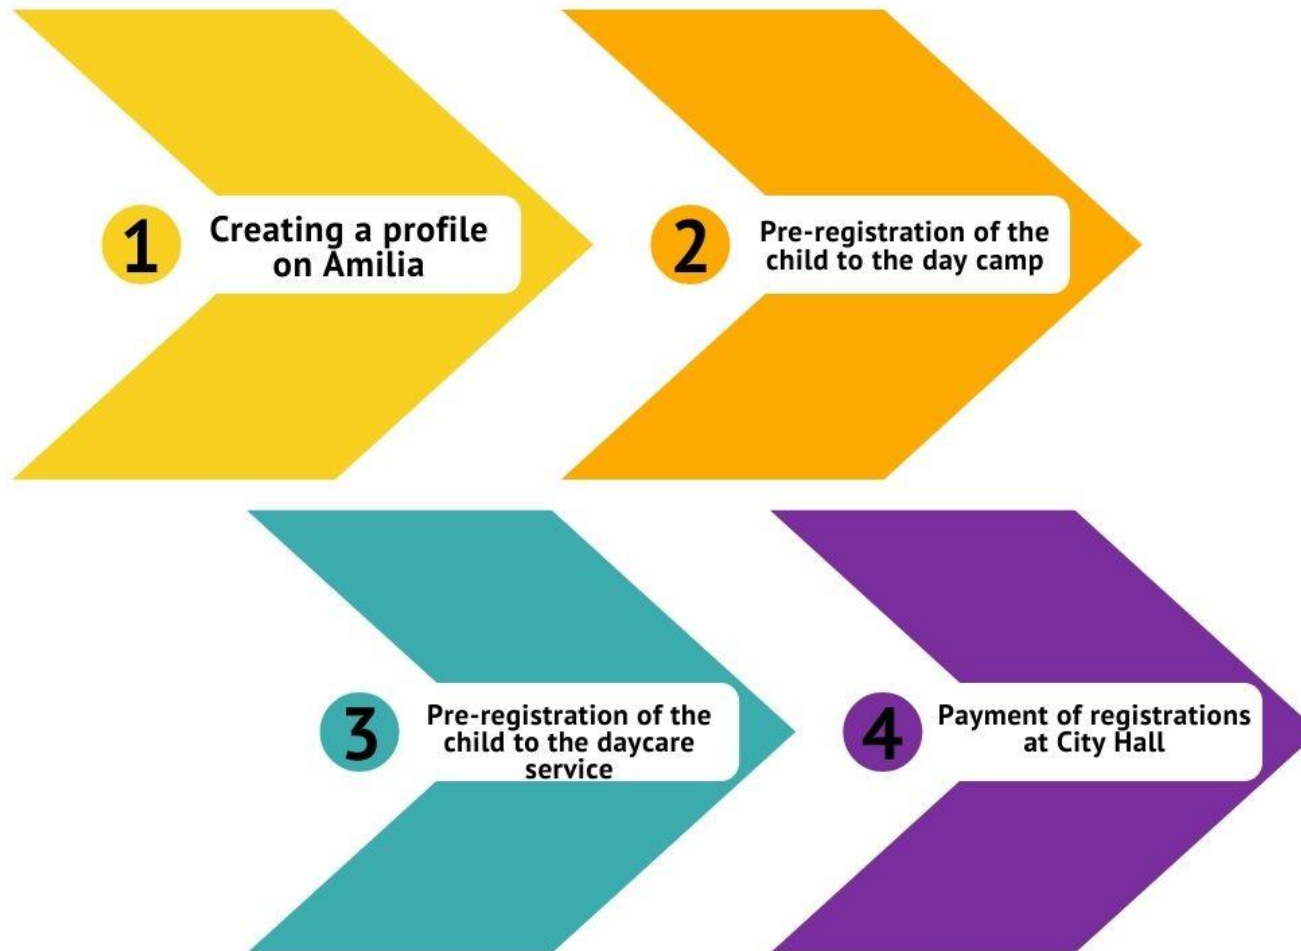 1
Creating a profile
on Amilia
2
Pre-registration of the
child to the day camp
3
Pre-registration of the
child to the daycare
service
4
Payment of registrations
at City Hall